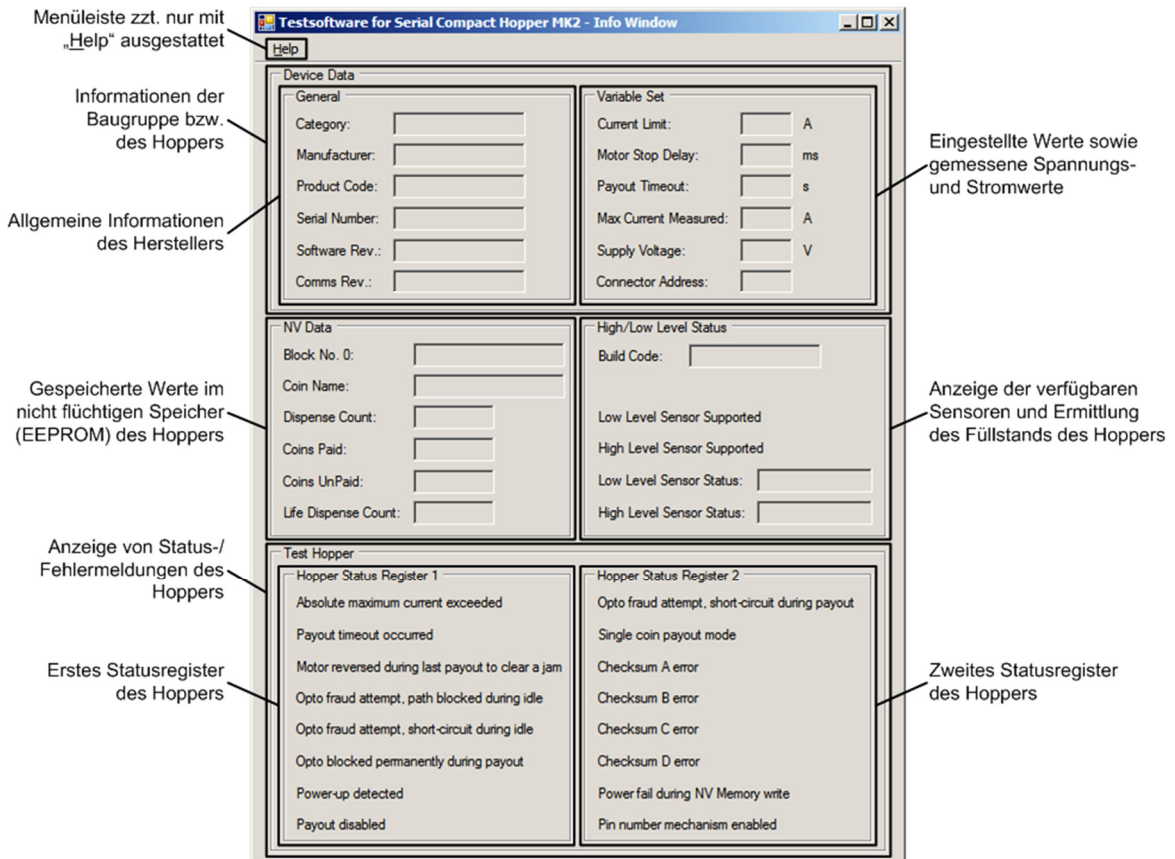 Menüleiste zzt. nur mit
„Help“ ausgestattet
Informationen der
Baugruppe bzw.
des Hoppers
Allgemeine Informationen
des Herstellers
Gespeicherte Werte im
nicht flüchtigen Speicher
(EEPROM) des Hoppers
Anzeige von Status-/
Fehlermeldungen des
Hoppers
Erstes Statusregister
des Hoppers
Testsoftware for Serial Compact Hopper MK2 - Info Window
Help
Device Data
General
Category:
Manufacturer:
Product Code:
Serial Number:
Software Rev.:
Comms Rev.:
Variable Set
Current Limit: A
Motor Stop Delay: ms
Payout Timeout: s
Max Current Measured: A
Supply Voltage: V
Connector Address:
NV Data
Block No. 0:
Coin Name:
Dispense Count:
Coins Paid:
Coins UnPaid:
Life Dispense Count:
High/Low Level Status
Build Code:
Low Level Sensor Supported
High Level Sensor Supported
Low Level Sensor Status:
High Level Sensor Status:
Test Hopper
Hopper Status Register 1
Absolute maximum current exceeded
Payout timeout occurred
Motor reversed during last payout to clear a jam
Opto fraud attempt, path blocked during idle
Opto fraud attempt, short-circuit during idle
Opto blocked permanently during payout
Power-up detected
Payout disabled
Hopper Status Register 2
Opto fraud attempt, short-circuit during payout
Single coin payout mode
Checksum A error
Checksum B error
Checksum C error
Checksum D error
Power fail during NV Memory write
Pin number mechanism enabled
Eingestellte Werte sowie
gemessene Spannungs-
und Stromwerte
Anzeige der verfügbaren
Sensoren und Ermittlung
des Füllstands des Hoppers
Zweites Statusregister
des Hoppers